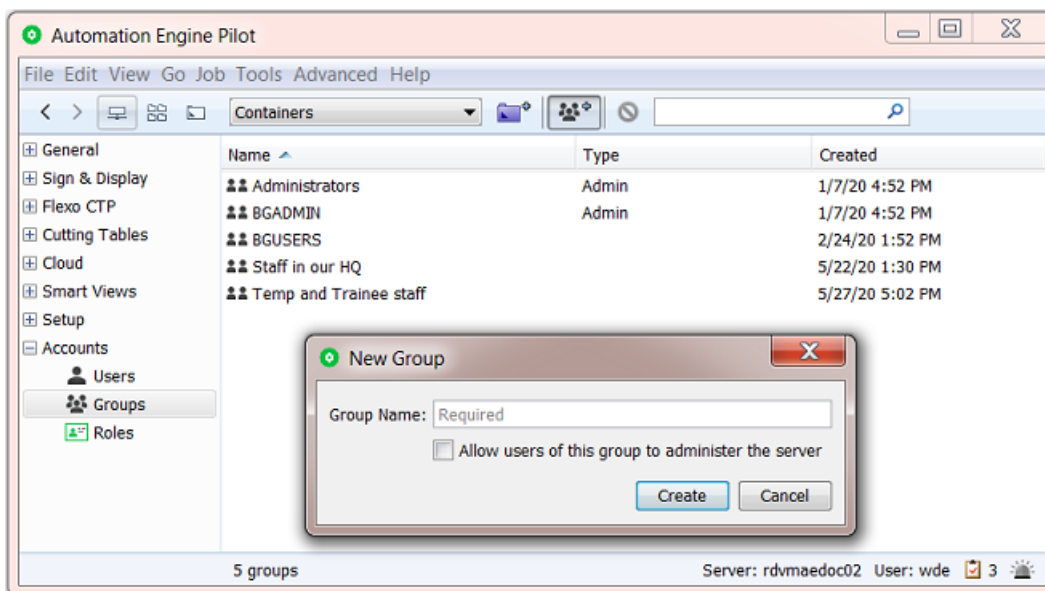 Automation Engine Pilot
File Edit View Go Job Tools Advanced Help
Containers
General
Sign & Display
Flexo CTP
Cutting Tables
Cloud
Smart Views
Setup
Accounts
Users
Groups
Roles
Name Type Created
Administrators Admin 1/7/20 4:52 PM
BGADMIN Admin 1/7/20 4:52 PM
BGUSERS 2/24/20 1:52 PM
Staff in our HQ 5/22/20 1:30 PM
Temp and Trainee staff 5/27/20 5:02 PM
New Group
Group Name: Required
Allow users of this group to administer the server
Create Cancel
5 groups Server: rdvmaedoc02 User: wde 3